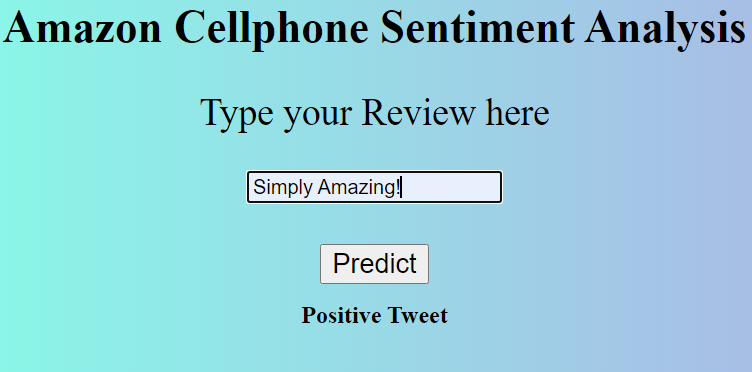 Amazon Cellphone Sentiment Analysis
Type your Review here
Simply Amazing!
Predict
Positive Tweet